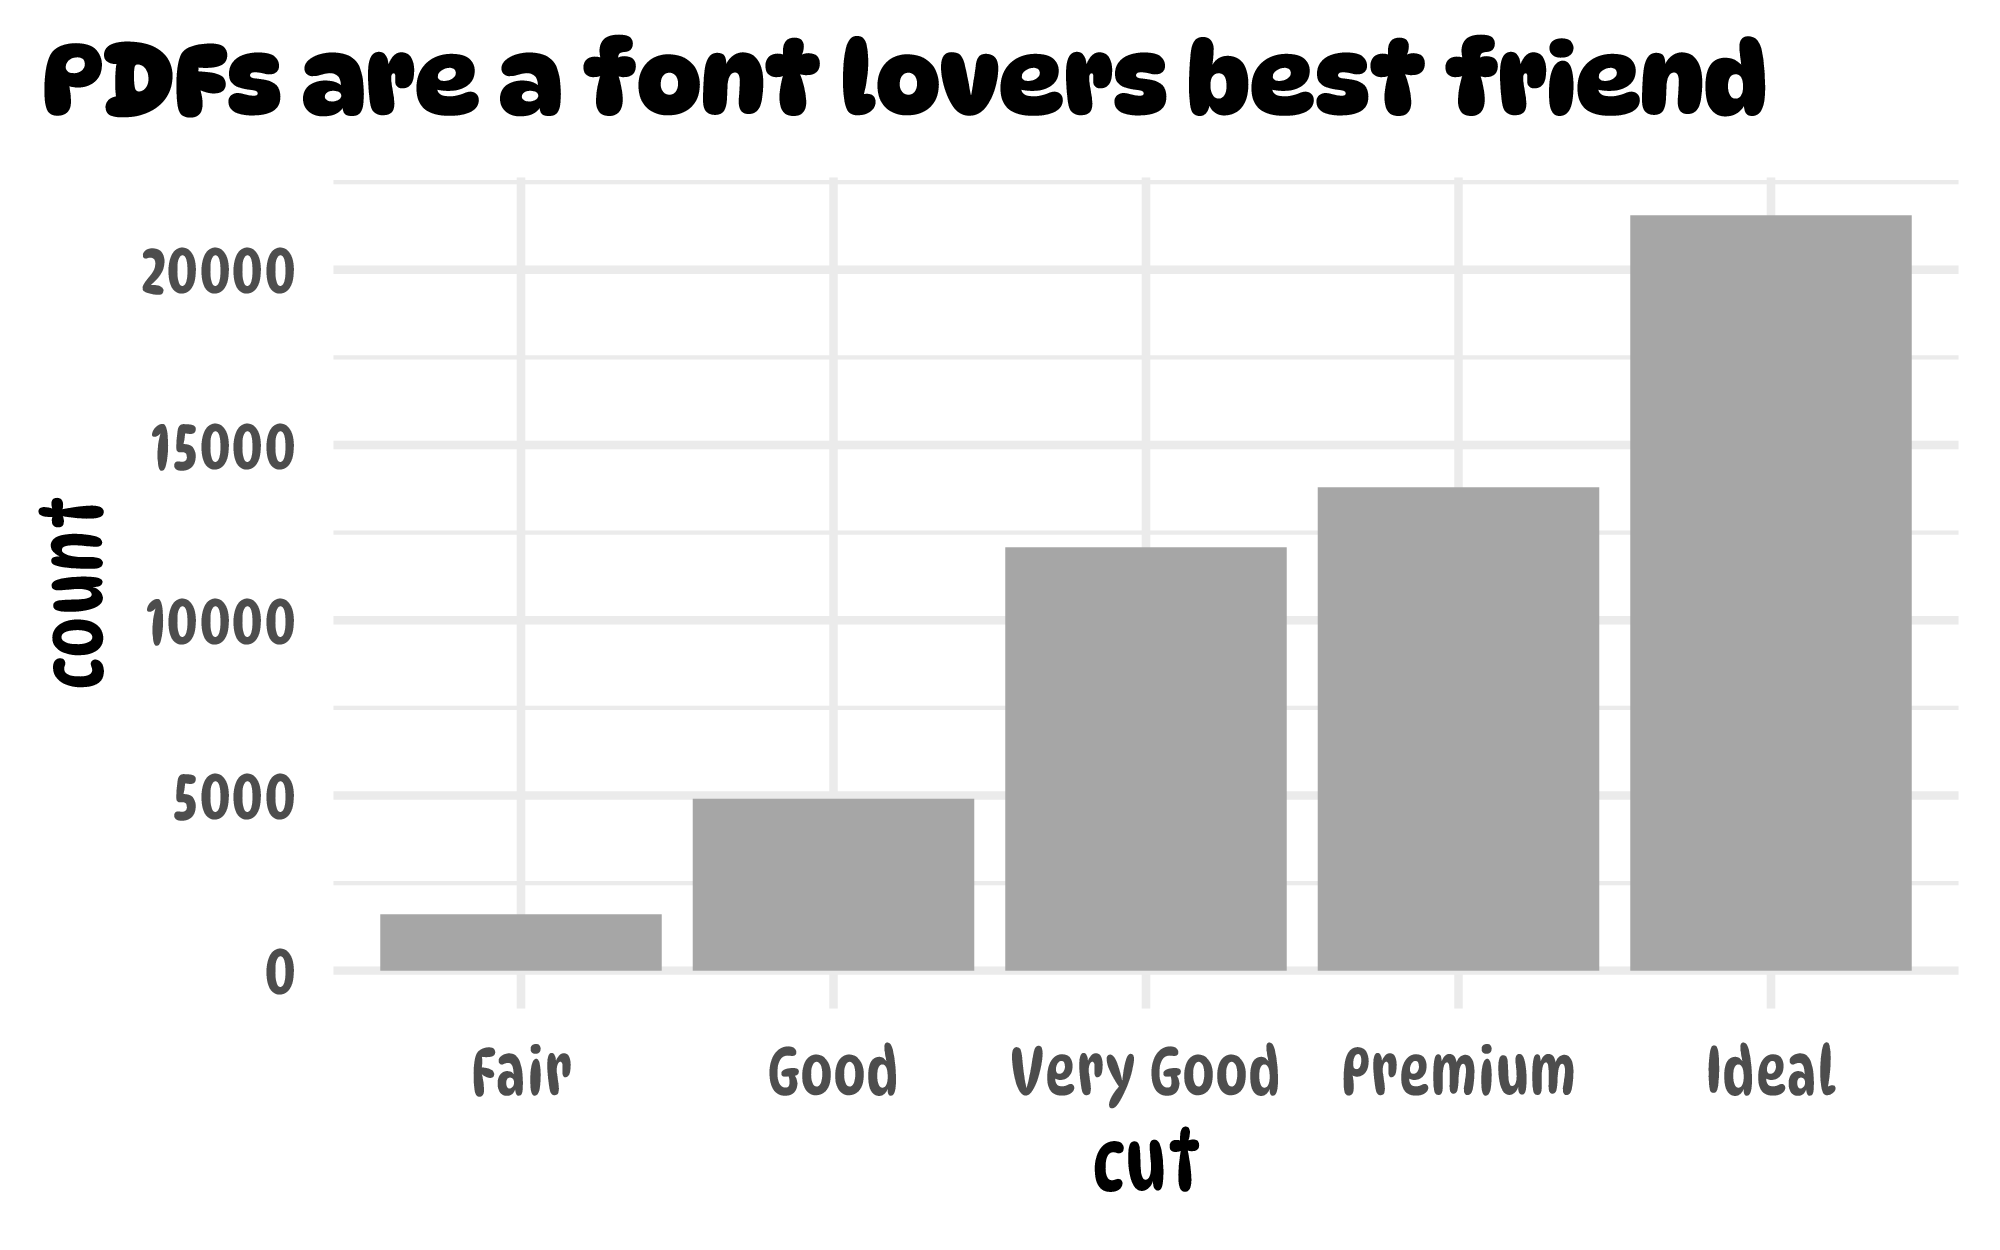 PDFs are a font lovers best friend
20000
15000
10000
5000
0
count
Fair Good Very Good Premium Ideal
cut